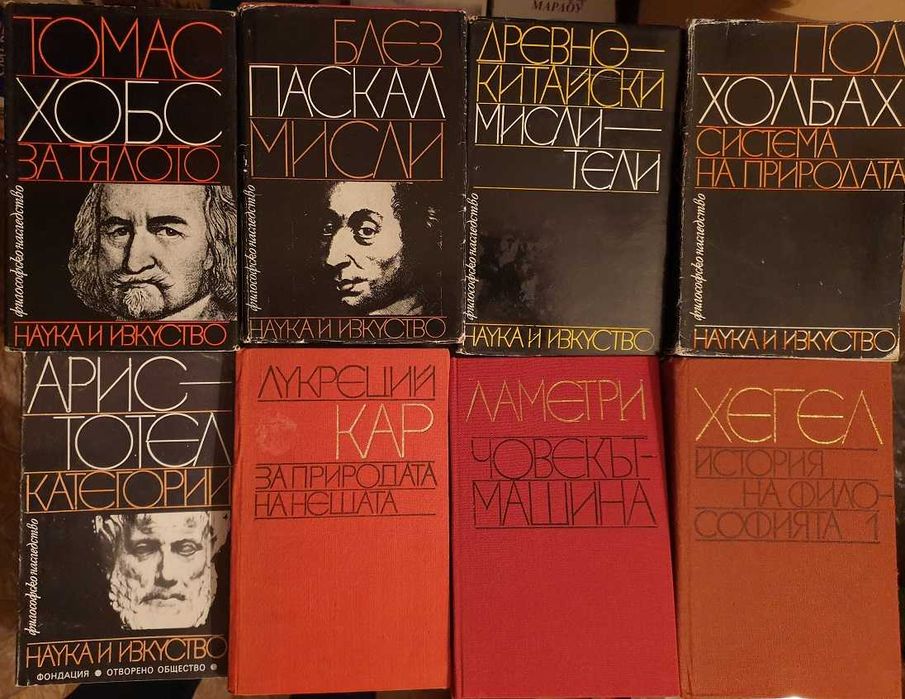 МАРЛОУ
ТОМАС
ХОБС
ЗА ТЯЛОТО
философско наследство
НАУКА И ИЗКУСТВО
БЛЕЗ
ПАСКАЛ
МИСЛИ
философско наследство
НАУКА И ИЗКУСТВО
ДРЕВНО-
КИТАЙСКИ
МИСЛИ-
ТЕЛИ
философско наследство
НАУКА И ИЗКУСТВО
ПОЛ
ХОЛБАХ
СИСТЕМА
НА ПРИРОДАТА
философско наследство
НАУКА И ИЗКУСТВО
АРИС-
ТОТЕЛ
КАТЕГОРИИ
философско наследство
НАУКА И ИЗКУСТВО
ФОНДАЦИЯ • ОТВОРЕНО ОБЩЕСТВО •
ЛУКРЕЦИЙ
КАР
ЗА ПРИРОДАТА
НА НЕЩАТА
ЛАМЕТРИ
ЧОВЕКЪТ-
МАШИНА
ХЕГЕЛ
ИСТОРИЯ
НА ФИЛО-
СОФИЯТА 1